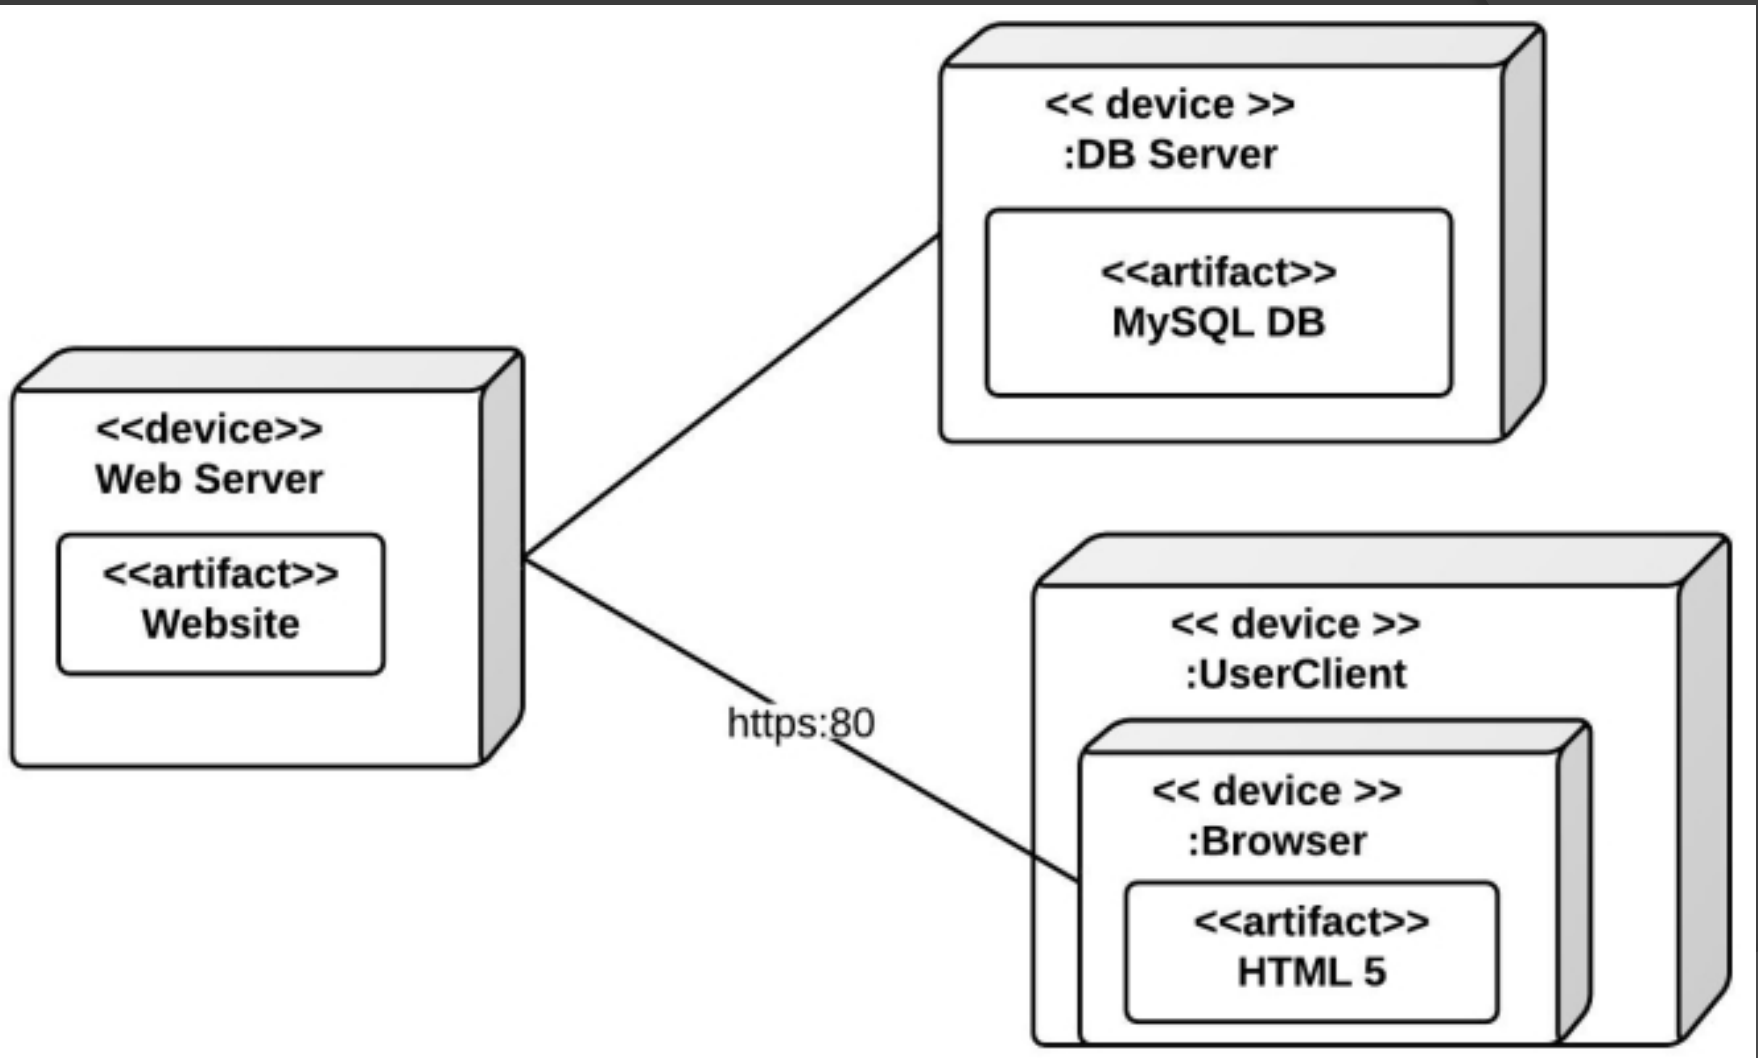 << device >>
:DB Server
<<artifact>>
MySQL DB
<<device>>
Web Server
<<artifact>>
Website
https:80
<< device >>
:UserClient
<< device >>
:Browser
<<artifact>>
HTML 5